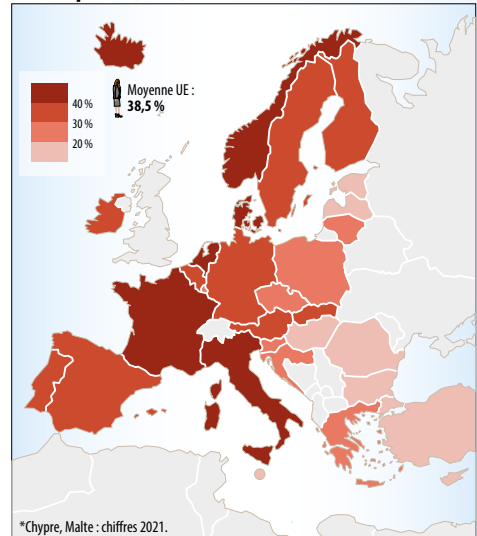 Moyenne UE :
38,5 %
40 %
30 %
20 %
*Chypre, Malte : chiffres 2021.